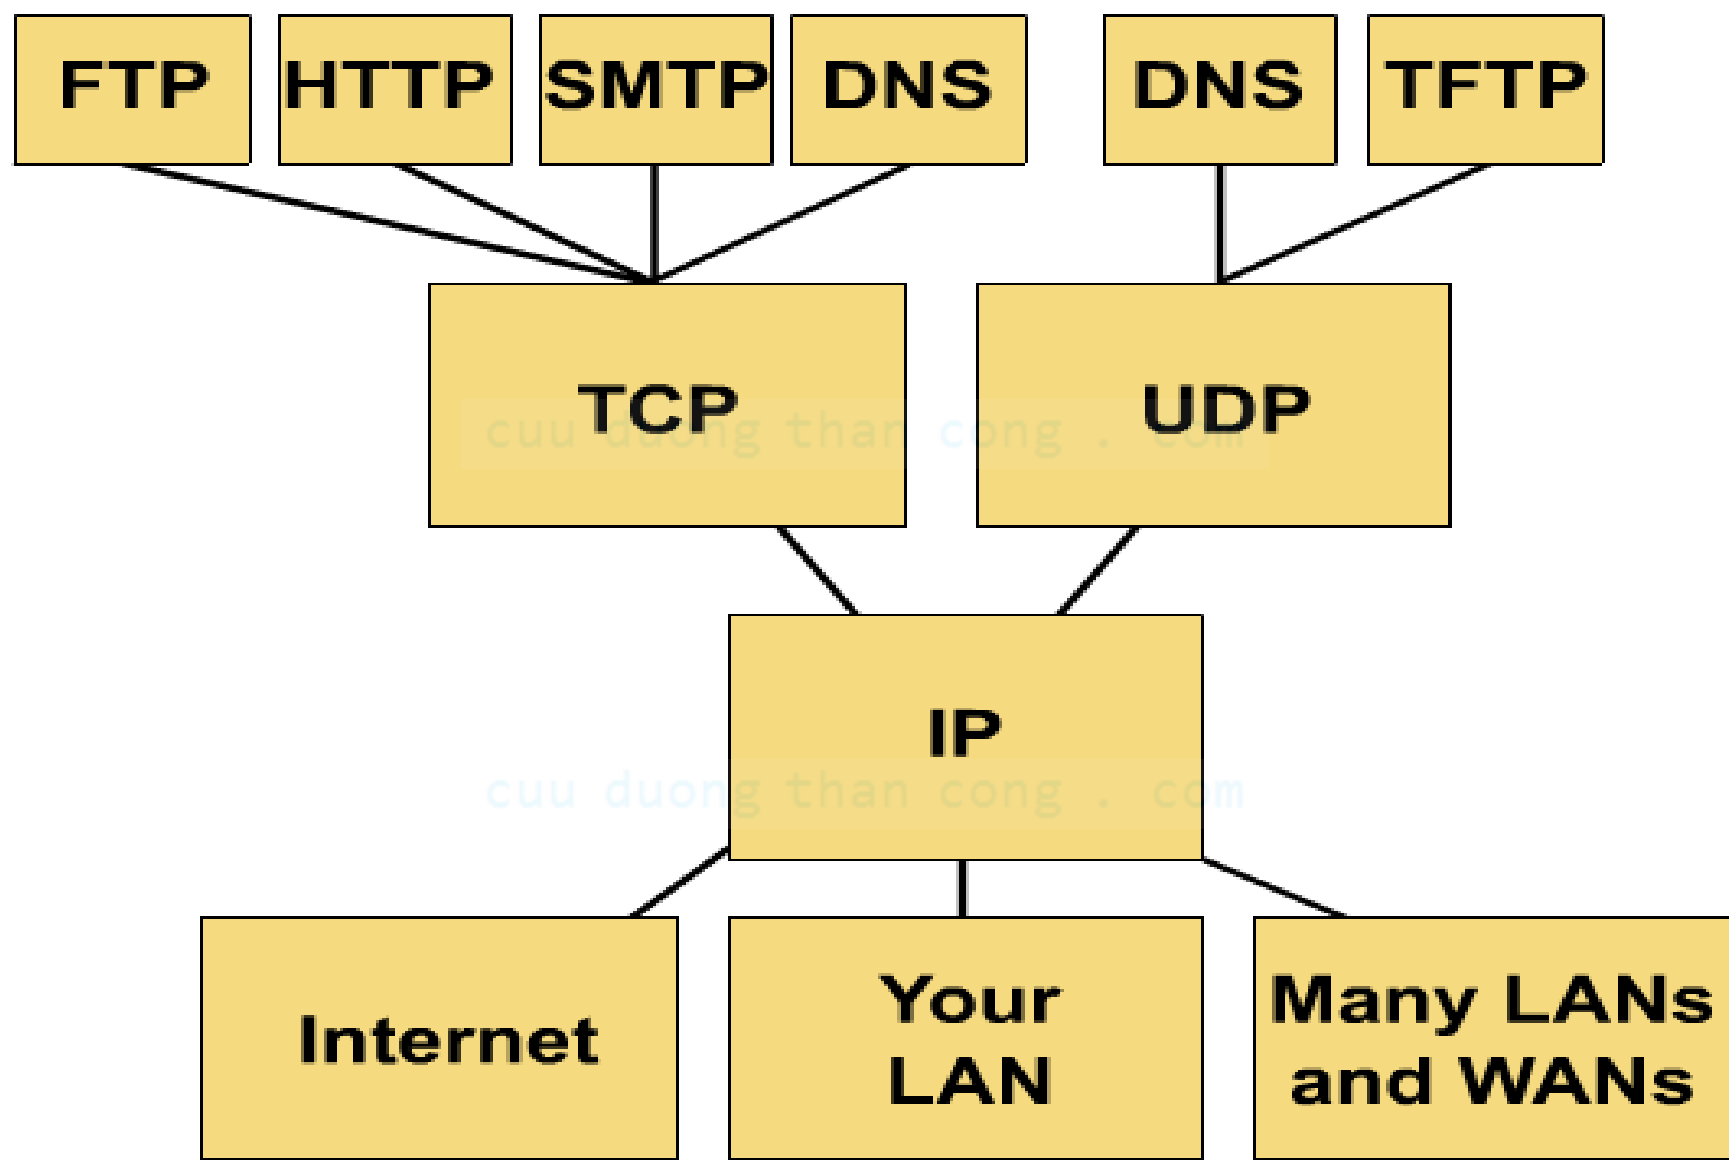 FTP
HTTP
SMTP
DNS
DNS
TFTP
TCP
UDP
cuu duong than cong . com
IP
cuu duong than cong . com
Internet
Your
LAN
Many LANs
and WANs